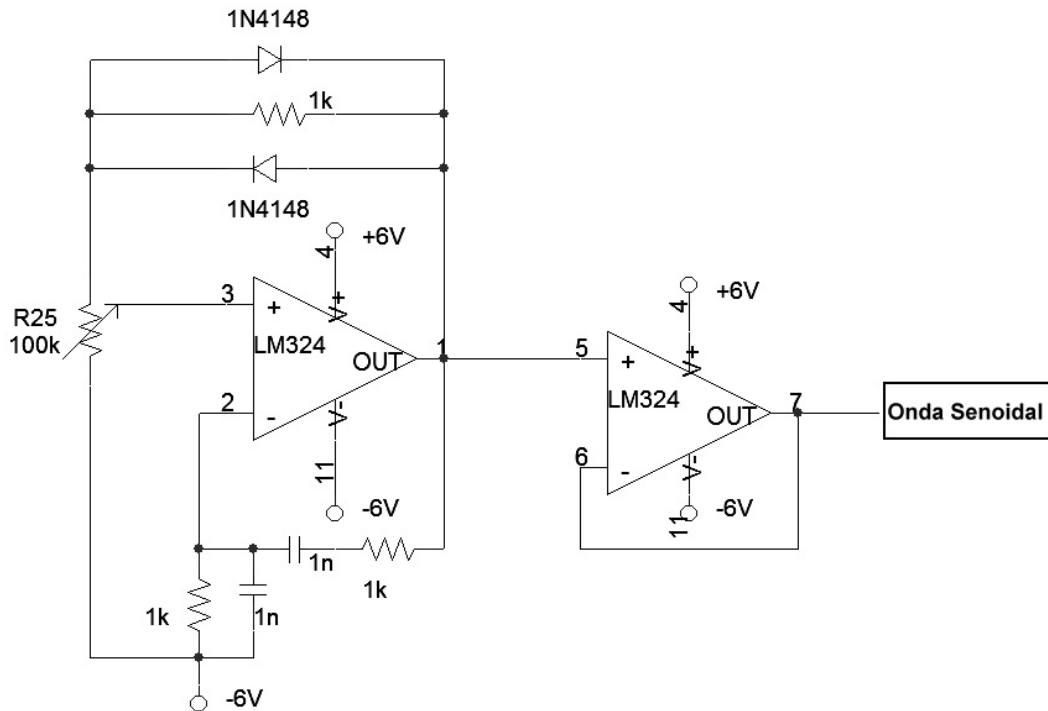 1N4148
1k
1N4148
+6V
4
R25
100k
3
+
V+
LM324
OUT
1
2
-
V-
11
-6V
+6V
4
5
+
V+
LM324
OUT
7
6
-
V-
11
-6V
Onda Senoidal
1n
1k
1k
1n
-6V